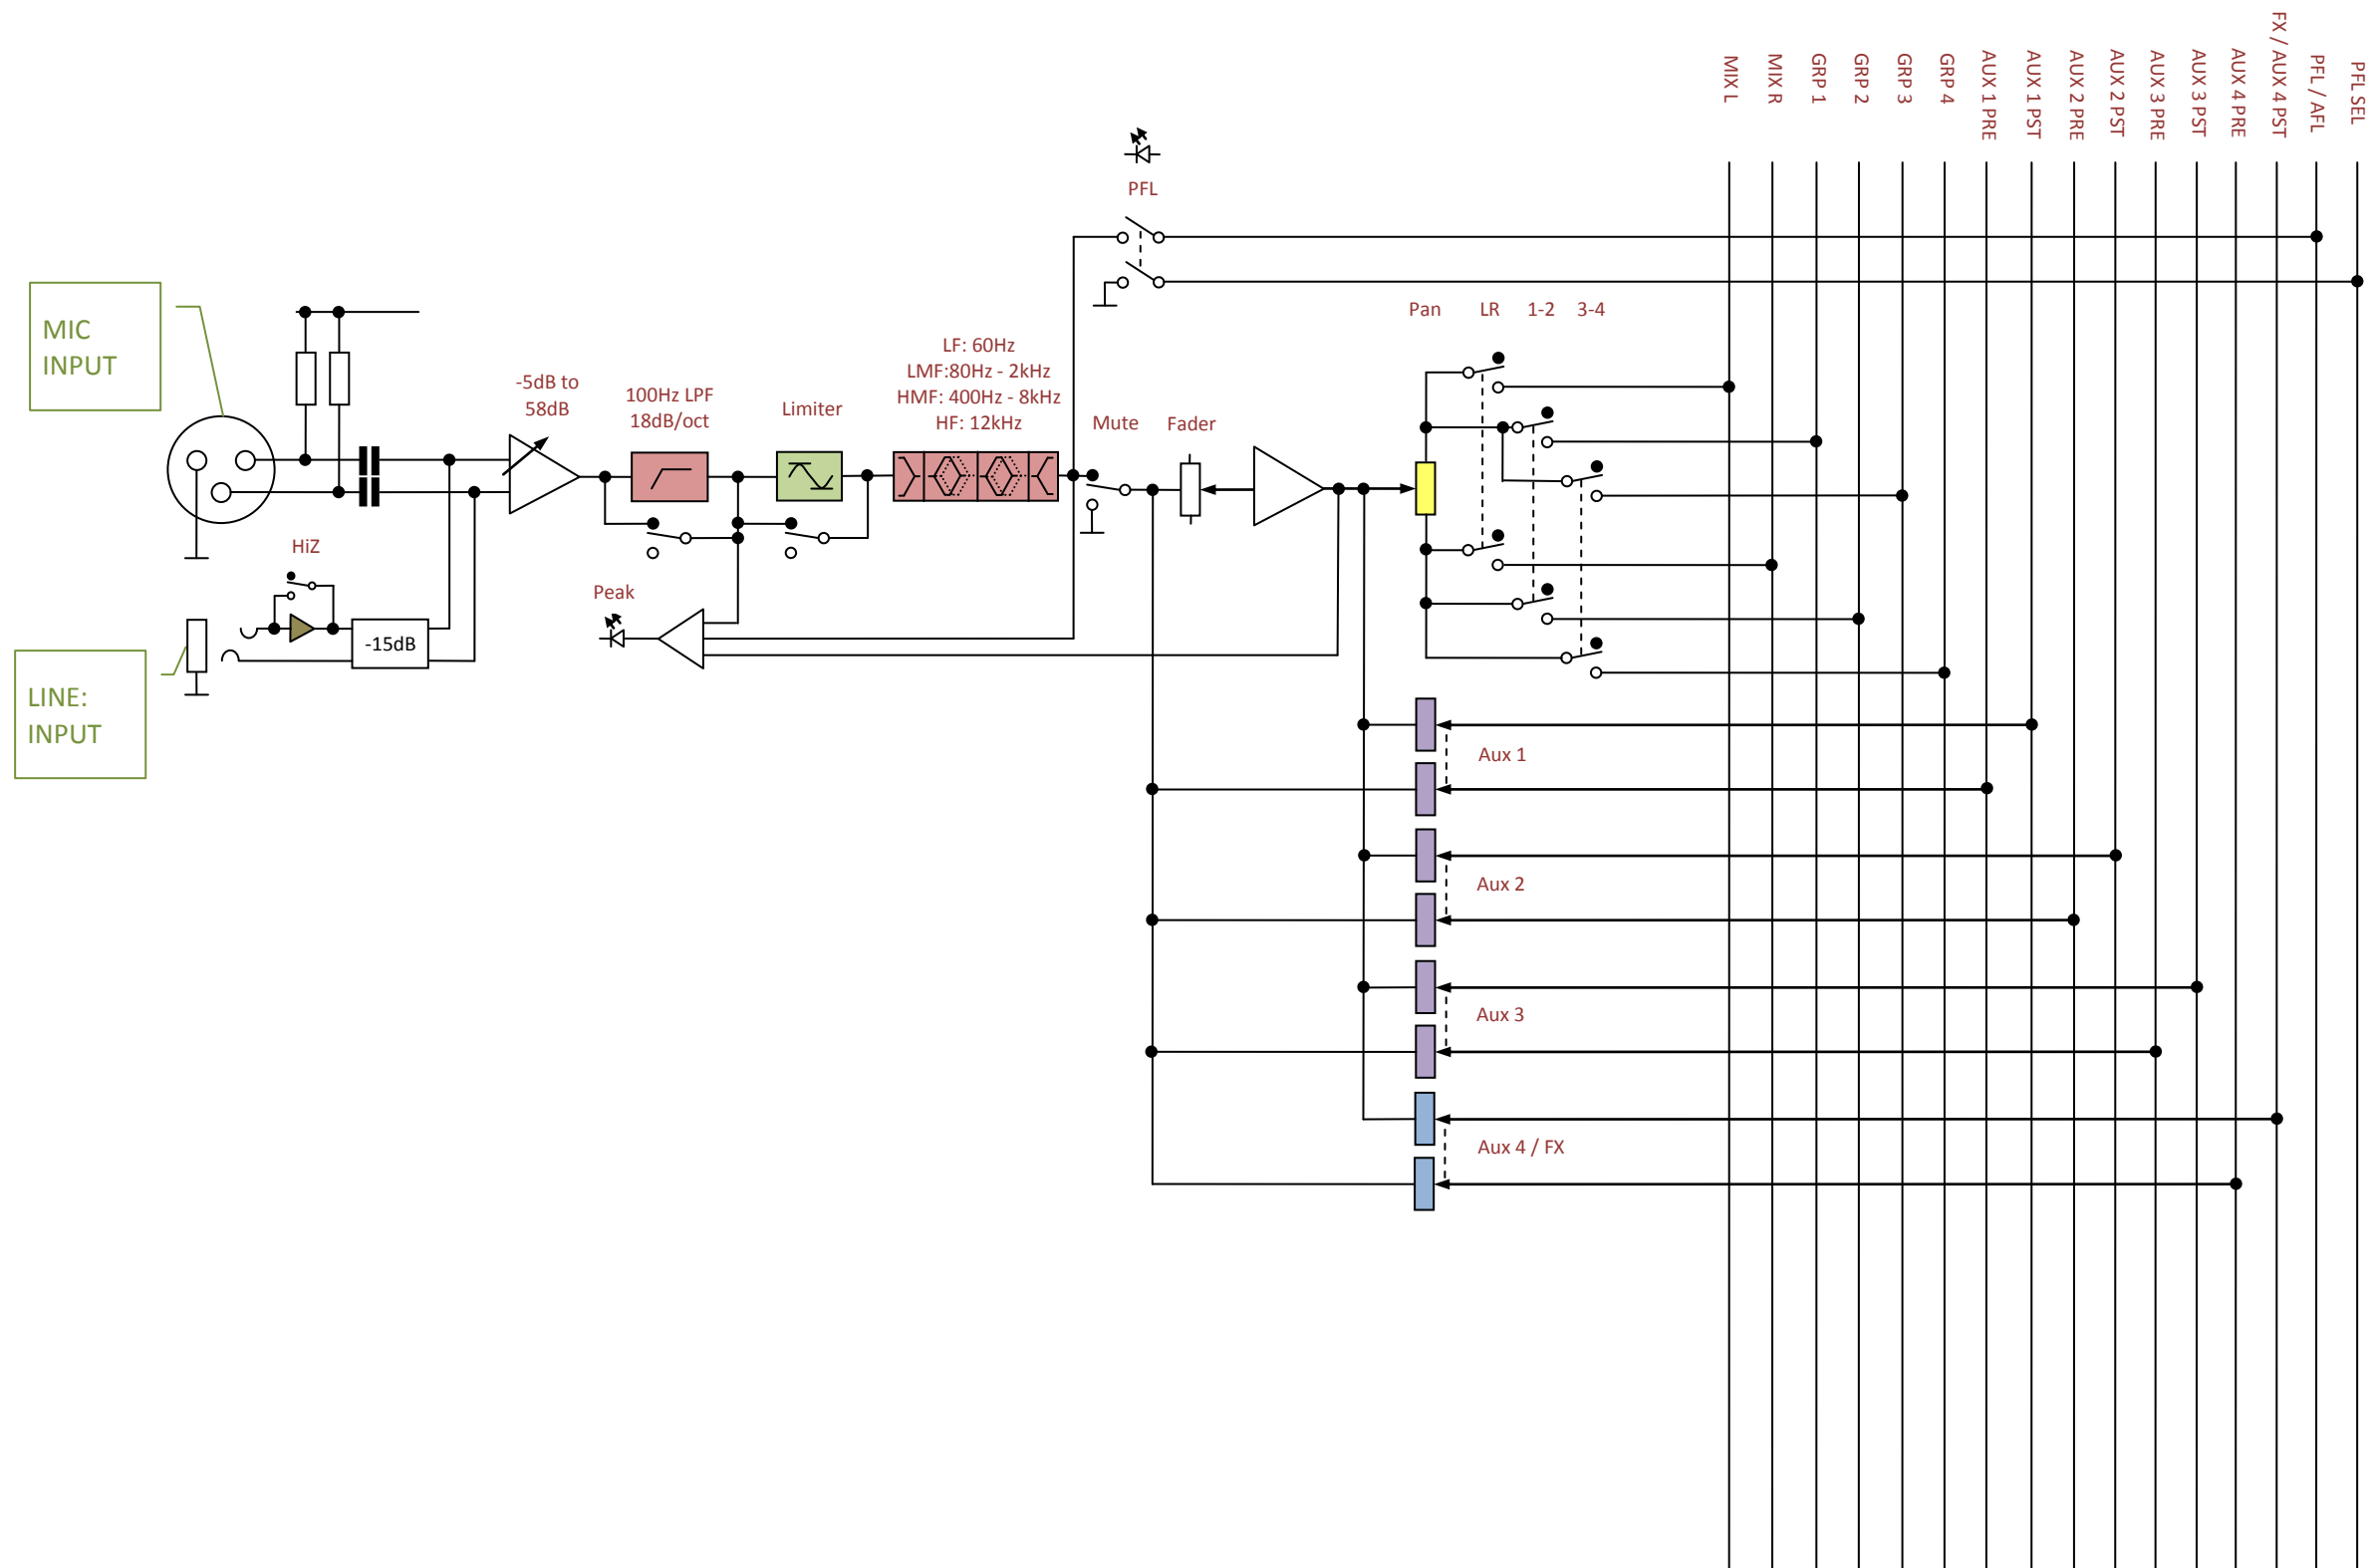 MIX L
MIX R
GRP 1
GRP 2
GRP 3
GRP 4
AUX 1 PRE
AUX 1 PST
AUX 2 PRE
AUX 2 PST
AUX 3 PRE
AUX 3 PST
AUX 4 PRE
FX / AUX 4 PST
PFL / AFL
PFL SEL
PFL
MIC
INPUT
-5dB to
58dB
100Hz LPF
18dB/oct
Limiter
LF: 60Hz
LMF:80Hz - 2kHz
HMF: 400Hz - 8kHz
HF: 12kHz
Mute
Fader
Pan
LR
1-2
3-4
HiZ
Peak
-15dB
LINE:
INPUT
Aux 1
Aux 2
Aux 3
Aux 4 / FX